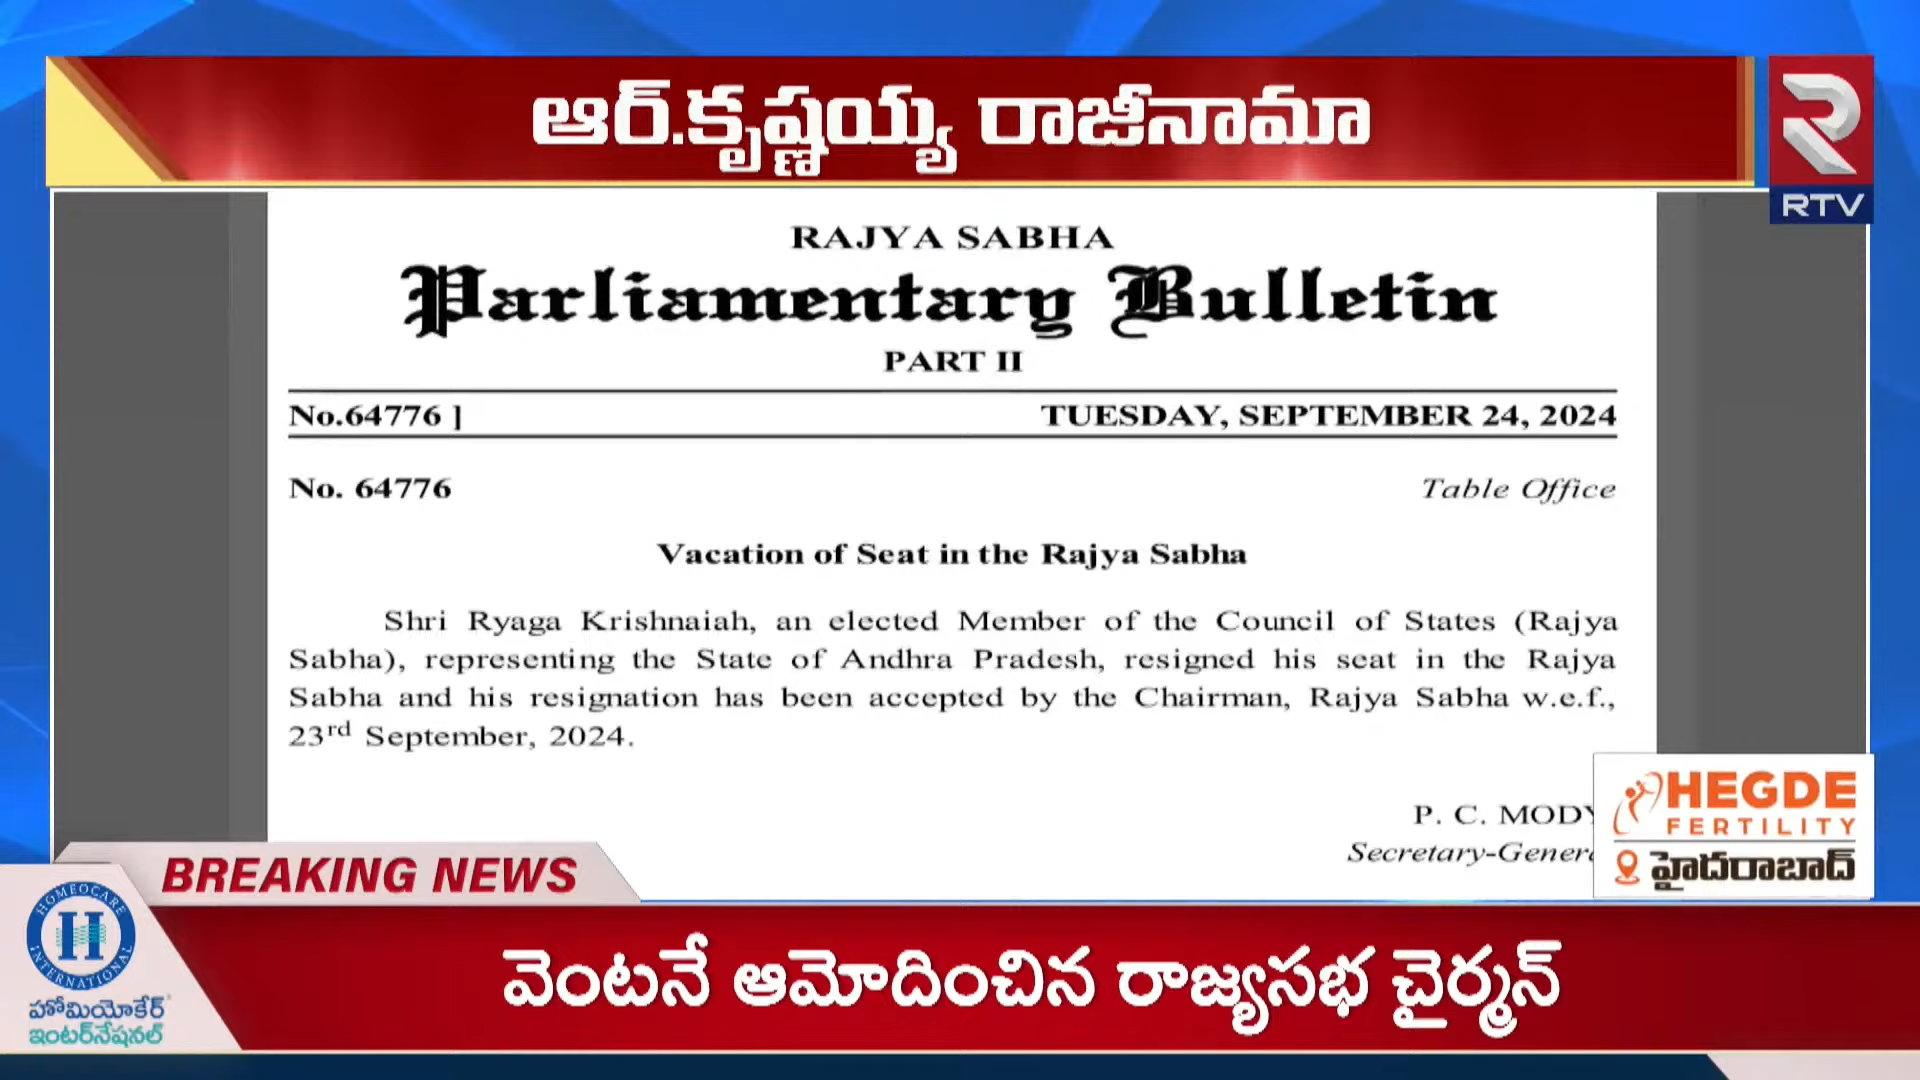 ఆర్.కృష్ణయ్య రాజీనామా
RTV
RAJYA SABHA
Parliamentary Bulletin
PART II
No.64776 ] TUESDAY, SEPTEMBER 24, 2024
No. 64776 Table Office
Vacation of Seat in the Rajya Sabha
Shri Ryaga Krishnaiah, an elected Member of the Council of States (Rajya
Sabha), representing the State of Andhra Pradesh, resigned his seat in the Rajya
Sabha and his resignation has been accepted by the Chairman, Rajya Sabha w.e.f.,
23rd September, 2024.
P. C. MODY
Secretary-Genera
HEGDE
FERTILITY
హైదరాబాద్
BREAKING NEWS
HOMEOCARE
H
INTERNATIONAL
హోమియోకేర్
ఇంటర్‌నేషనల్
వెంటనే ఆమోదించిన రాజ్యసభ చైర్మన్